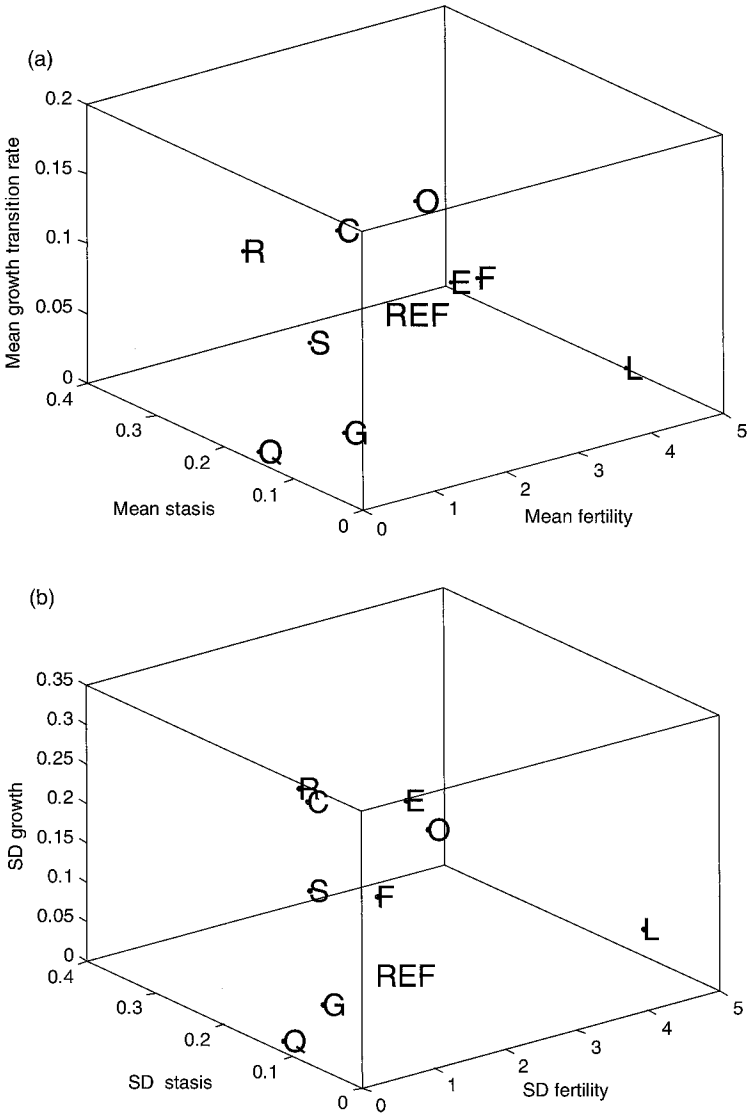 (a)
Mean growth transition rate
0.2
0.15
0.1
0.05
0
0.4
0.3
0.2
0.1
0
Mean stasis
0
1
2
3
4
5
Mean fertility
O
C
R
E
F
REF
S
L
G
Q
(b)
SD growth
0.35
0.3
0.25
0.2
0.15
0.1
0.05
0
0.4
0.3
0.2
0.1
0
SD stasis
0
1
2
3
4
5
SD fertility
R
C
E
O
S
F
L
REF
G
Q